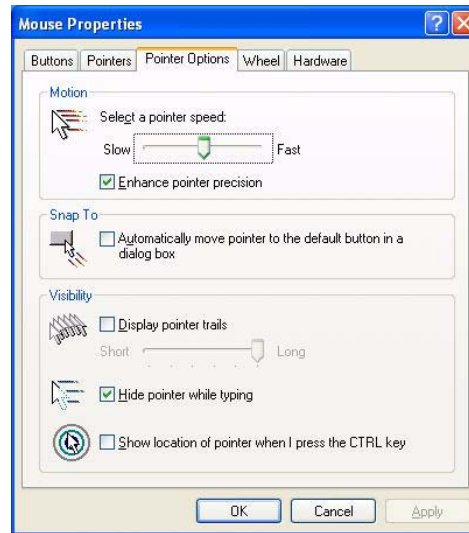 Mouse Properties
Buttons Pointers Pointer Options Wheel Hardware
Motion
Select a pointer speed:
Slow Fast
Enhance pointer precision
Snap To
Automatically move pointer to the default button in a
dialog box
Visibility
Display pointer trails
Short Long
Hide pointer while typing
Show location of pointer when I press the CTRL key
OK Cancel Apply